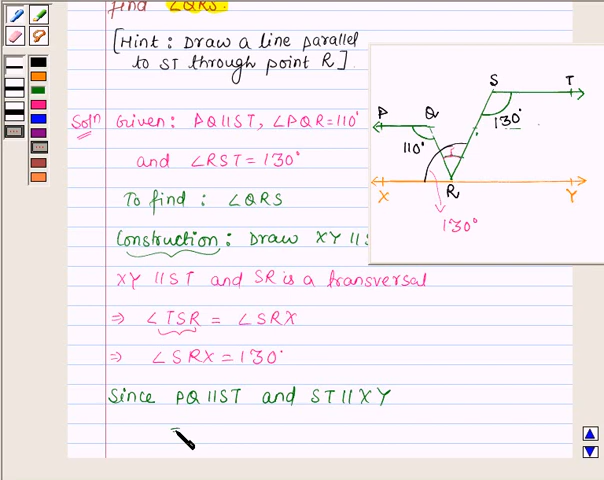 find ∠QRS.
[Hint: Draw a line parallel
to ST through point R].
Soln Given: PQ||ST, ∠PQR=110°
and ∠RST=130°
To find: ∠QRS
Construction: Draw XY ||
XY ||ST and SR is a transversal
⇒ ∠TSR = ∠SRX
⇒ ∠SRX=130°
Since PQ||ST and ST||XY
S T
P Q
130°
110°
X R Y
130°